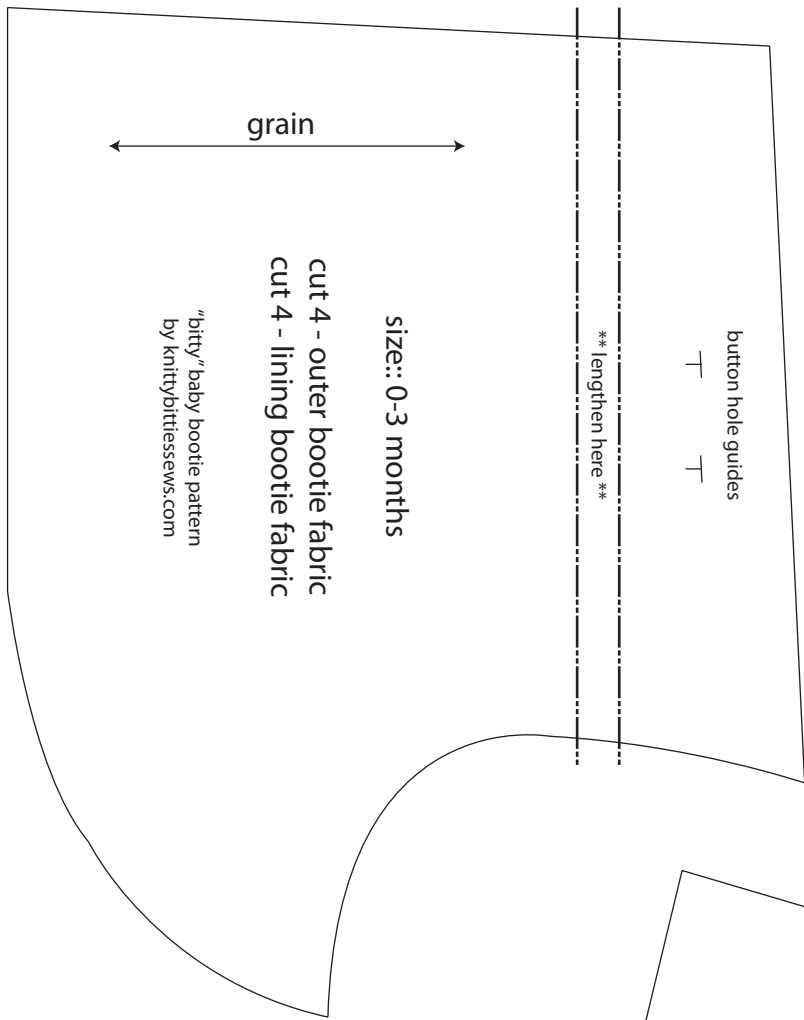 grain
button hole guides
** lengthen here **
size:: 0-3 months
cut 4 - outer bootie fabric
cut 4 - lining bootie fabric
"bitty" baby bootie pattern
by knittybittiessews.com